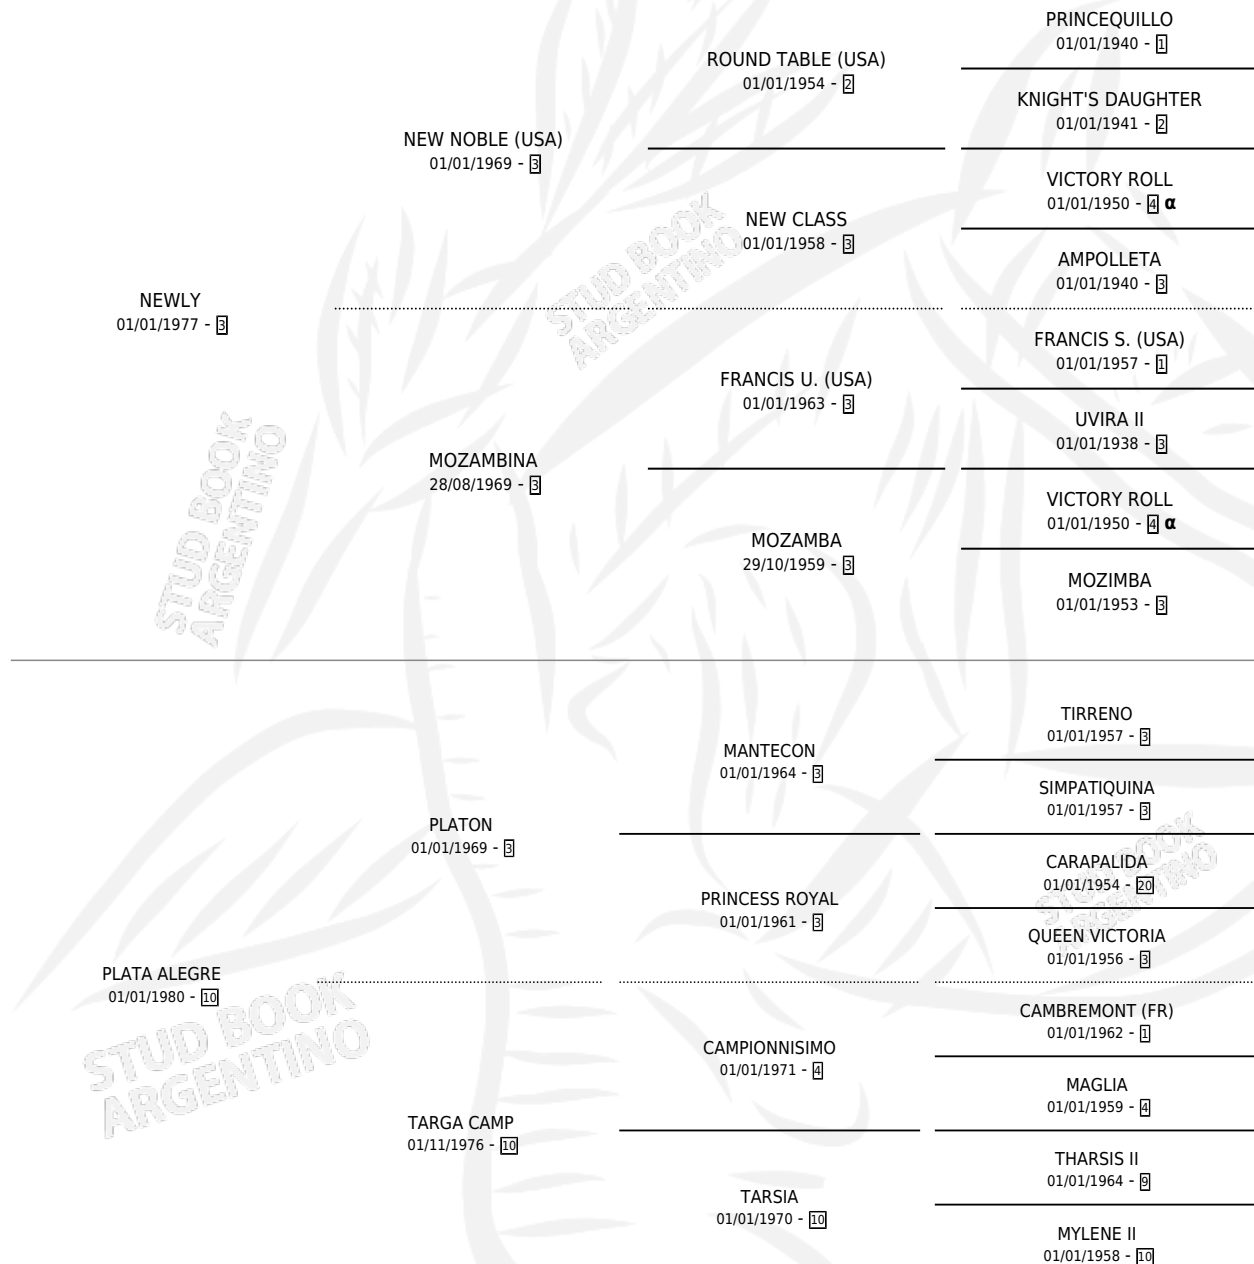 PRINCEQUILLO
01/01/1940 - 1
ROUND TABLE (USA)
01/01/1954 - 2
KNIGHT'S DAUGHTER
01/01/1941 - 2
NEW NOBLE (USA)
01/01/1969 - 3
VICTORY ROLL
01/01/1950 - 4 α
NEW CLASS
01/01/1958 - 3
AMPOLLETA
01/01/1940 - 3
NEWLY
01/01/1977 - 3
FRANCIS S. (USA)
01/01/1957 - 1
FRANCIS U. (USA)
01/01/1963 - 3
UVIRA II
01/01/1938 - 3
MOZAMBINA
28/08/1969 - 3
VICTORY ROLL
01/01/1950 - 4 α
MOZAMBA
29/10/1959 - 3
MOZIMBA
01/01/1953 - 3
TIRRENO
01/01/1957 - 3
MANTECON
01/01/1964 - 3
SIMPATIQUINA
01/01/1957 - 3
PLATON
01/01/1969 - 3
CARAPALIDA
01/01/1954 - 20
PRINCESS ROYAL
01/01/1961 - 3
QUEEN VICTORIA
01/01/1956 - 3
PLATA ALEGRE
01/01/1980 - 10
CAMBREMONT (FR)
01/01/1962 - 1
CAMPIONNISIMO
01/01/1971 - 4
MAGLIA
01/01/1959 - 4
TARGA CAMP
01/11/1976 - 10
THARSIS II
01/01/1964 - 9
TARSIA
01/01/1970 - 10
MYLENE II
01/01/1958 - 10
STUD BOOK
ARGENTINO
STUD BOOK
ARGENTINO
STUD BOOK
ARGENTINO
STUD BOOK
ARGENTINO